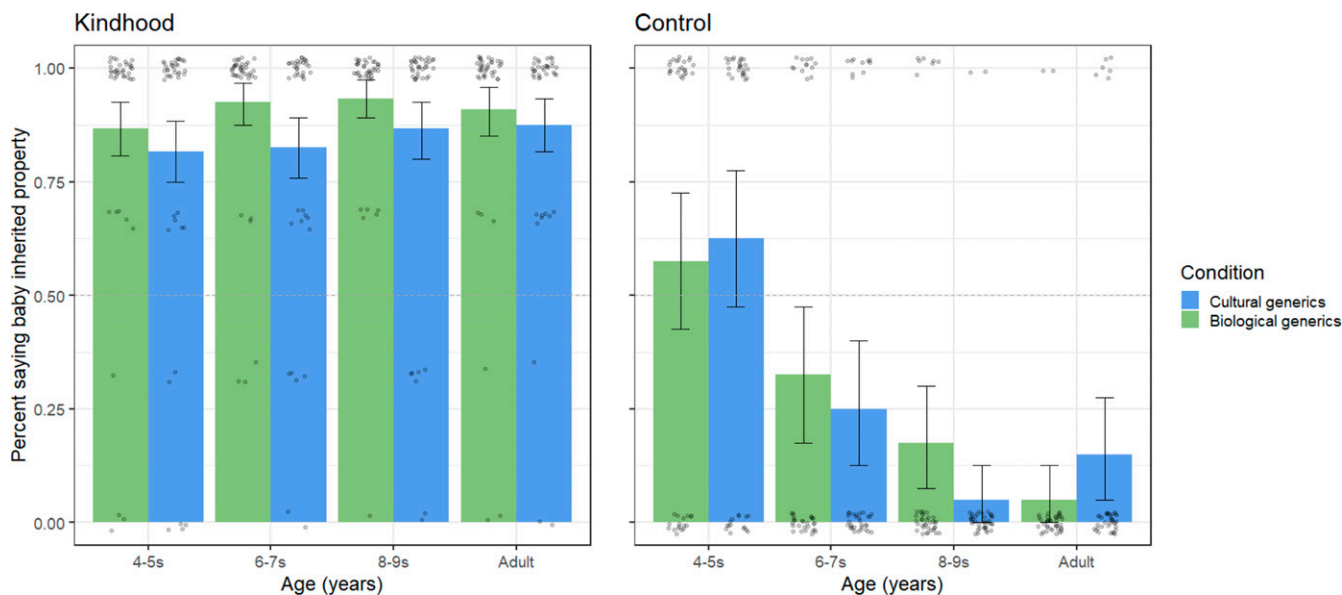 Kindhood
Control
Percent saying baby inherited property
1.00
0.75
0.50
0.25
0.00
4-5s
6-7s
8-9s
Adult
Age (years)
4-5s
6-7s
8-9s
Adult
Age (years)
Condition
Cultural generics
Biological generics